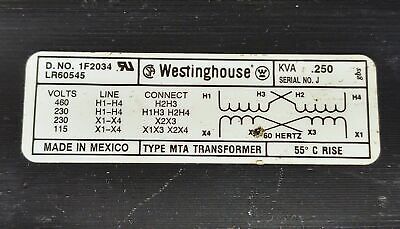 D. NO. 1F2034
LR60545
Westinghouse
KVA .250
SERIAL NO. J
gbs
VOLTS LINE CONNECT
460 H1-H4 H2H3
230 H1-H4 H1H3 H2H4
230 X1-X4 X2X3
115 X1-X4 X1X3 X2X4
H1 H3 H2 H4
X4 X2 X3 X1
60 HERTZ
MADE IN MEXICO TYPE MTA TRANSFORMER 55° C RISE